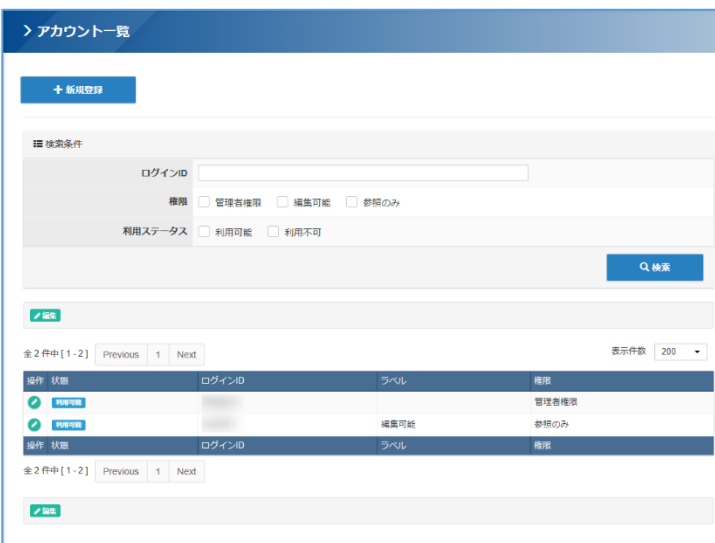 アカウント一覧
新規登録
検索条件
ログインID
権限 管理者権限 編集可能 参照のみ
利用ステータス 利用可能 利用不可
検索
編集
全 2 件中 [ 1 - 2 ] Previous 1 Next 表示件数 200
操作 状態 ログインID ラベル 権限
利用可能 管理者権限
利用可能 編集可能 参照のみ
操作 状態 ログインID ラベル 権限
全 2 件中 [ 1 - 2 ] Previous 1 Next
編集